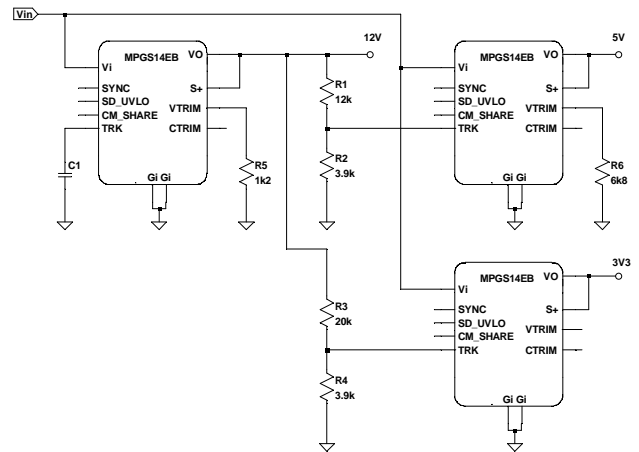 Vin
12V
5V
MPGS14EB
VO
Vi
S+
SYNC
SD_UVLO
VTRIM
CM_SHARE
TRK
CTRIM
Gi Gi
C1
R5
1k2
R1
12k
R2
3.9k
MPGS14EB
VO
Vi
S+
SYNC
SD_UVLO
VTRIM
CM_SHARE
TRK
CTRIM
Gi Gi
R6
6k8
3V3
R3
20k
R4
3.9k
MPGS14EB
VO
Vi
S+
SYNC
SD_UVLO
VTRIM
CM_SHARE
TRK
CTRIM
Gi Gi